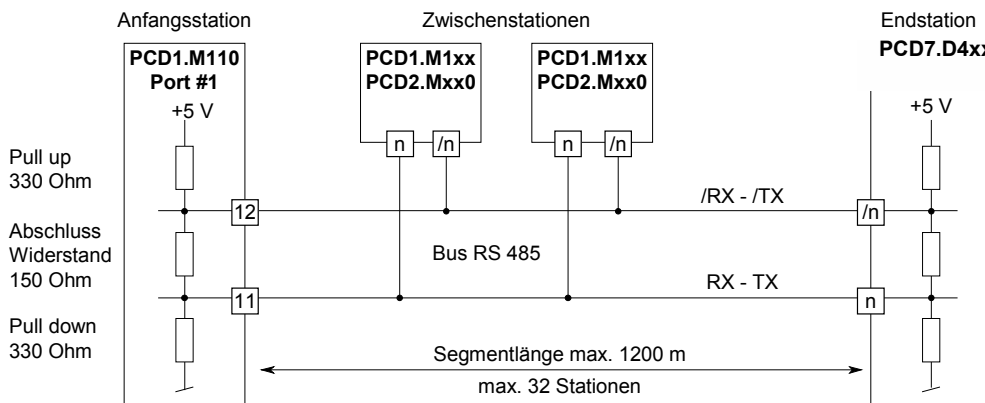 Anfangsstation
Zwischenstationen
Endstation
PCD1.M110
Port #1
+5 V
PCD1.M1xx
PCD2.Mxx0
PCD1.M1xx
PCD2.Mxx0
PCD7.D4xx
+5 V
n
/n
n
/n
Pull up
330 Ohm
12
/RX - /TX
/n
Abschluss
Widerstand
150 Ohm
Bus RS 485
11
RX - TX
n
Pull down
330 Ohm
Segmentlänge max. 1200 m
max. 32 Stationen